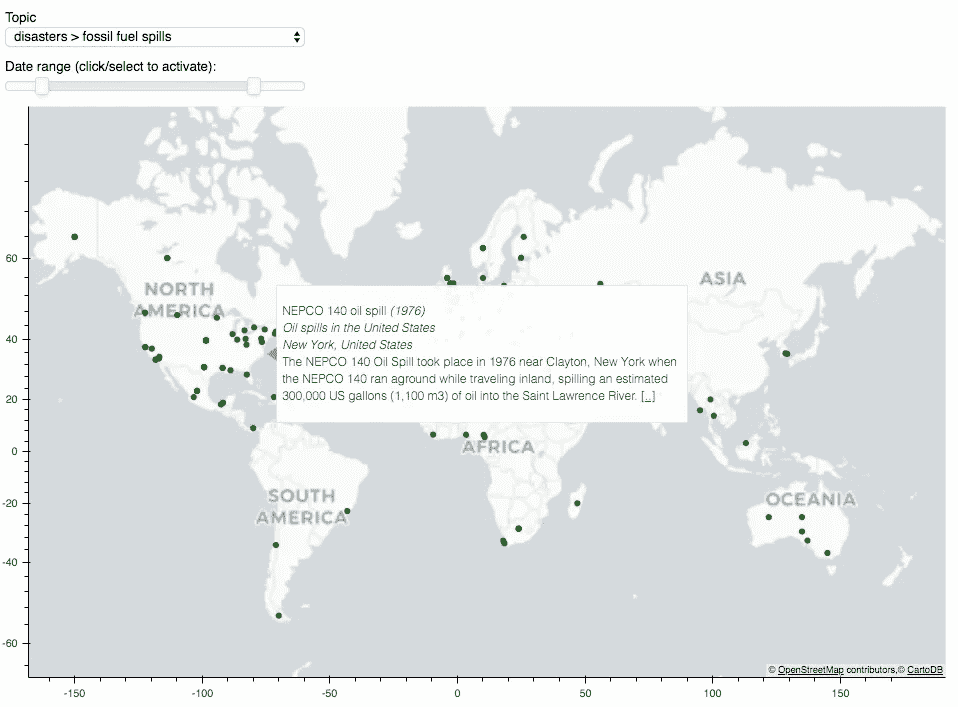 Topic
disasters > fossil fuel spills
Date range (click/select to activate):
60
40
20
0
-20
-40
-60
NORTH
AMERICA
ASIA
NEPCO 140 oil spill (1976)
Oil spills in the United States
New York, United States
The NEPCO 140 Oil Spill took place in 1976 near Clayton, New York when
the NEPCO 140 ran aground while traveling inland, spilling an estimated
300,000 US gallons (1,100 m3) of oil into the Saint Lawrence River. [...]
AFRICA
SOUTH
AMERICA
OCEANIA
© OpenStreetMap contributors,© CartoDB
-150
-100
-50
0
50
100
150